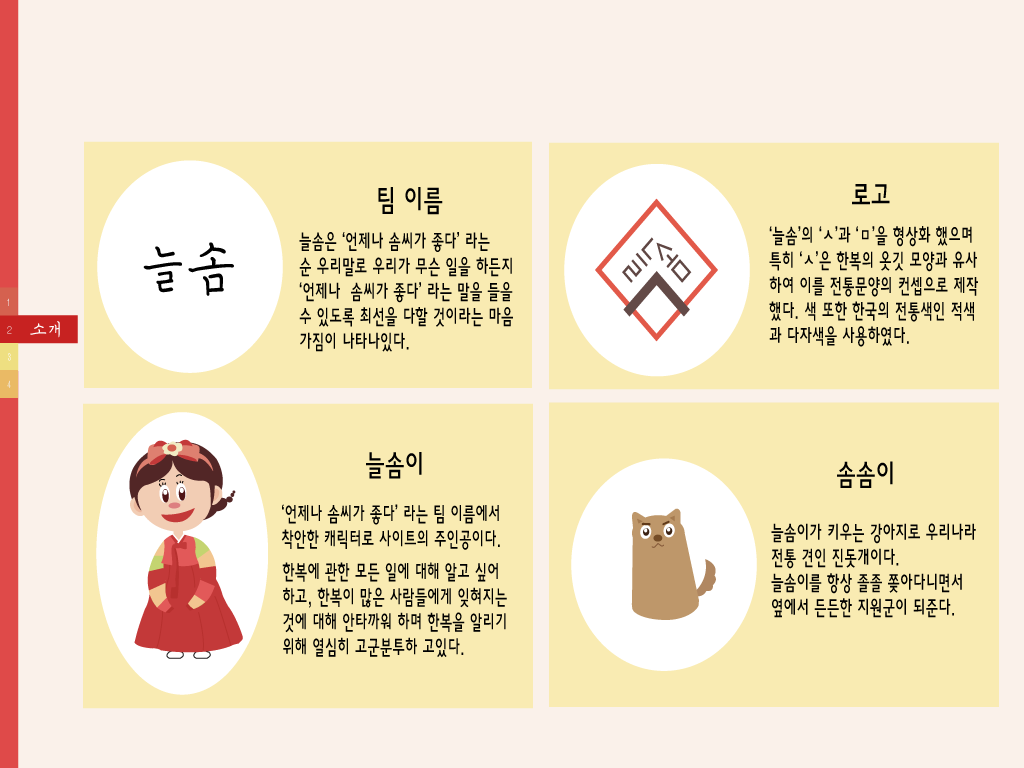 1
2
소개
3
4
늘솜
팀 이름
늘솜은 ‘언제나 솜씨가 좋다’ 라는
순 우리말로 우리가 무슨 일을 하든지
‘언제나  솜씨가 좋다’ 라는 말을 들을
수 있도록 최선을 다할 것이라는 마음
가짐이 나타나있다.
늘솜
로고
‘늘솜’의 ‘ㅅ’과 ‘ㅁ’을 형상화 했으며
특히 ‘ㅅ’은 한복의 옷깃 모양과 유사
하여 이를 전통문양의 컨셉으로 제작
했다. 색 또한 한국의 전통색인 적색
과 다자색을 사용하였다.
늘솜이
‘언제나 솜씨가 좋다’ 라는 팀 이름에서
착안한 캐릭터로 사이트의 주인공이다.
한복에 관한 모든 일에 대해 알고 싶어
하고, 한복이 많은 사람들에게 잊혀지는
것에 대해 안타까워 하며 한복을 알리기
위해 열심히 고군분투하 고있다.
솜솜이
늘솜이가 키우는 강아지로 우리나라
전통 견인 진돗개이다.
늘솜이를 항상 졸졸 쫓아다니면서
옆에서 든든한 지원군이 되준다.